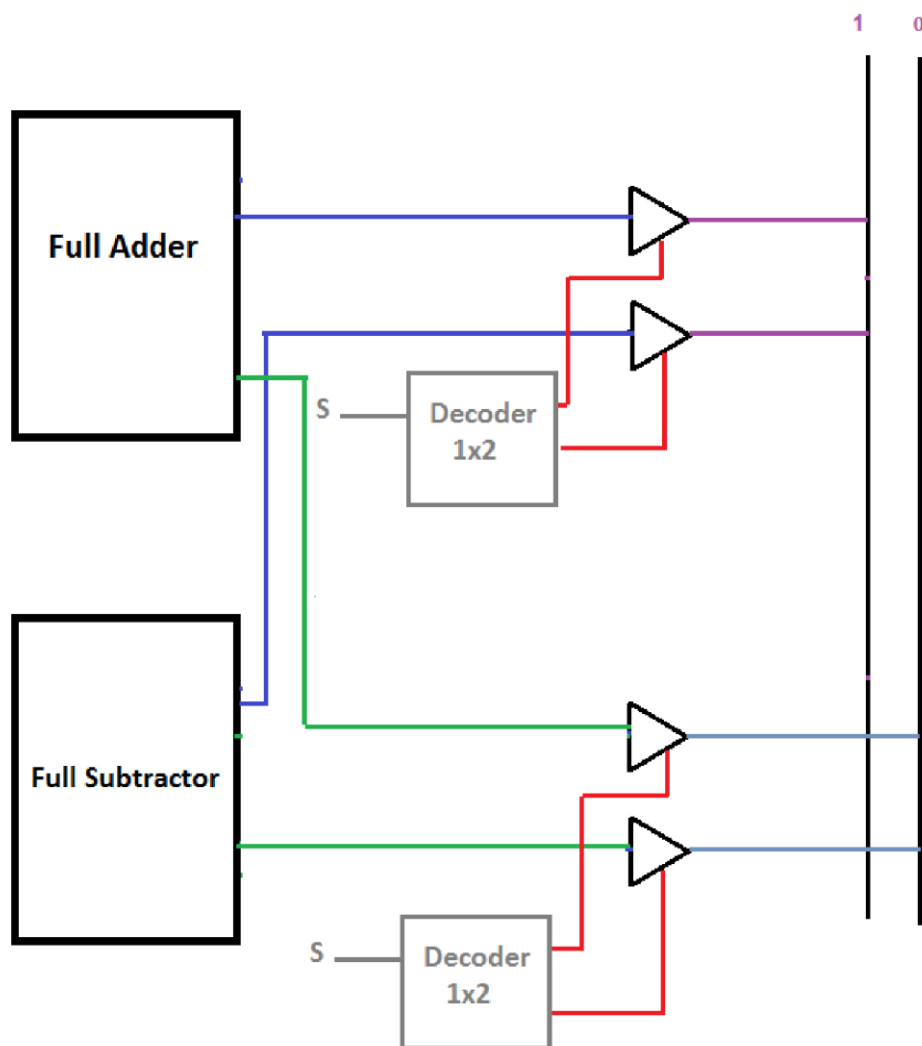 1 0
Full Adder
S
Decoder
1x2
Full Subtractor
S
Decoder
1x2